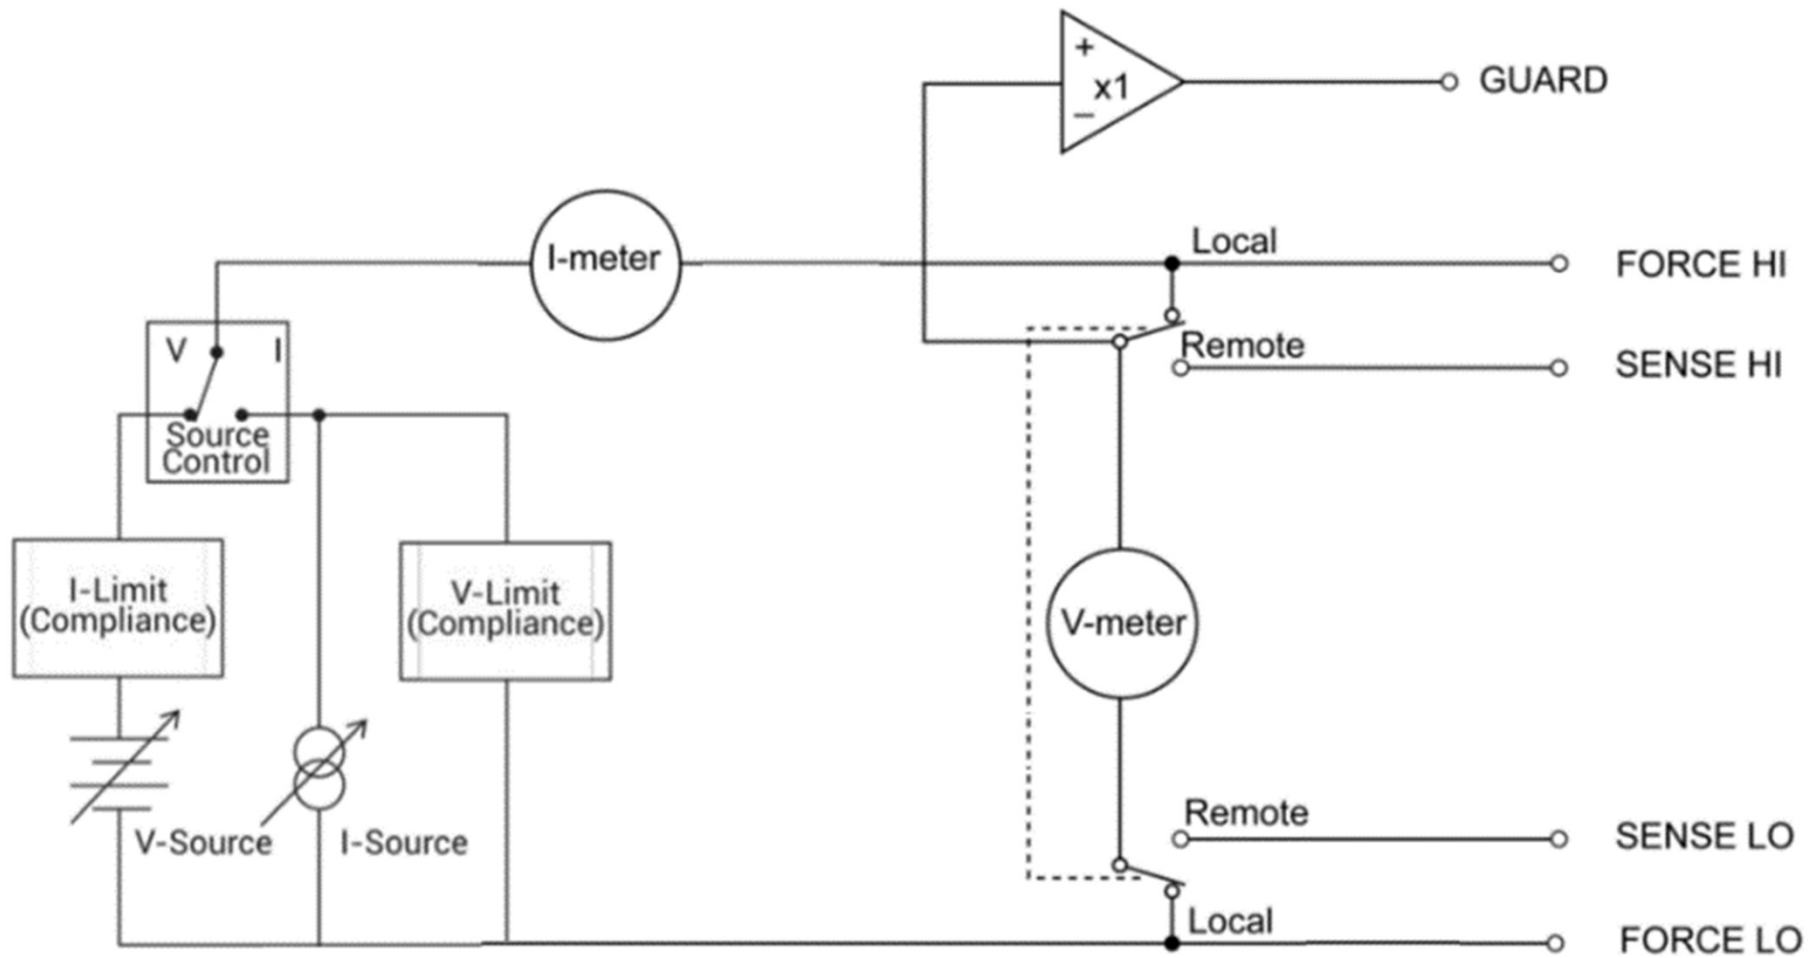 +
x1
−
GUARD
Local
FORCE HI
I-meter
V
I
Remote
SENSE HI
Source
Control
I-Limit
(Compliance)
V-Limit
(Compliance)
V-meter
Remote
SENSE LO
V-Source
I-Source
Local
FORCE LO